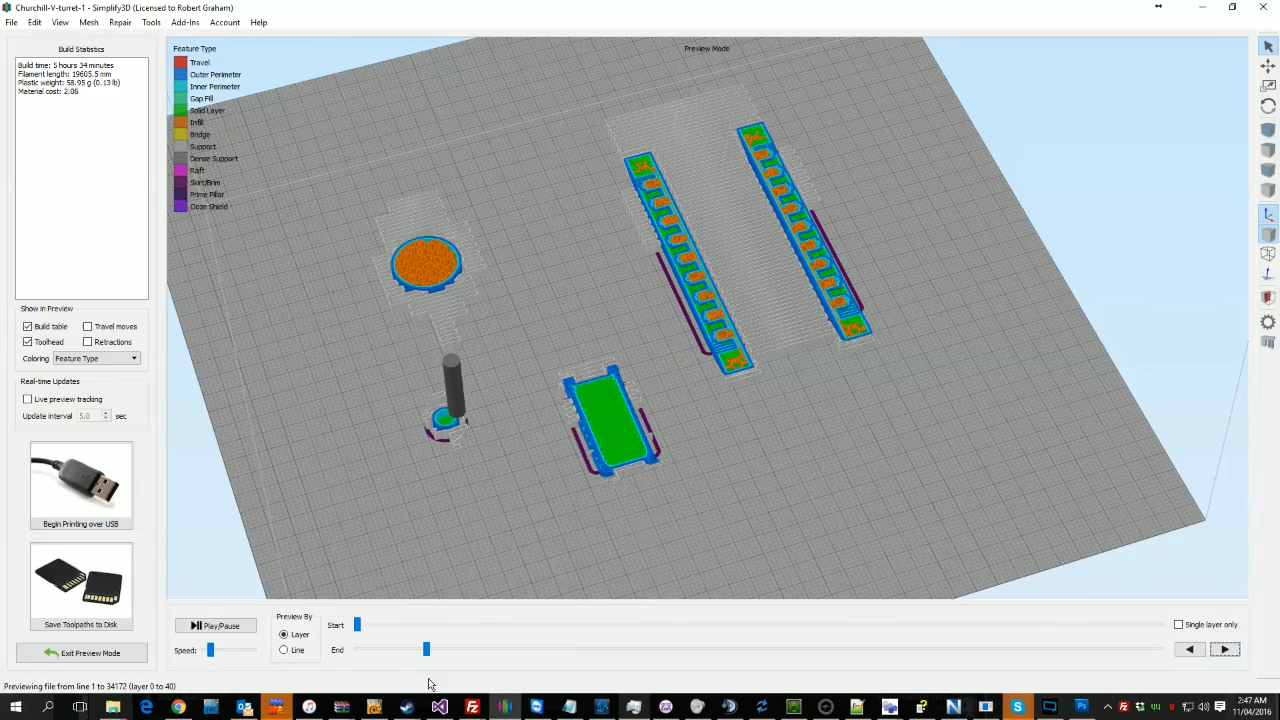 Churchill-V-turret-1 - Simplify3D (Licensed to Robert Graham)
File Edit View Mesh Repair Tools Add-Ins Account Help
Build Statistics
Build time: 5 hours 34 minutes
Filament length: 19605.5 mm
Plastic weight: 58.95 g (0.13 lb)
Material cost: 2.06
Show in Preview
Build table
Travel moves
Toolhead
Retractions
Coloring Feature Type
Real-time Updates
Live preview tracking
Update interval 5.0 sec
Begin Printing over USB
Save Toolpaths to Disk
Exit Preview Mode
Feature Type
Travel
Outer Perimeter
Inner Perimeter
Gap Fill
Solid Layer
Infill
Bridge
Support
Dense Support
Raft
Skirt/Brim
Prime Pillar
Ooze Shield
Preview Mode
Play/Pause
Speed:
Preview By
Layer
Line
Start
End
Single layer only
Previewing file from line 1 to 34172 (layer 0 to 40)
2:47 AM
11/04/2016